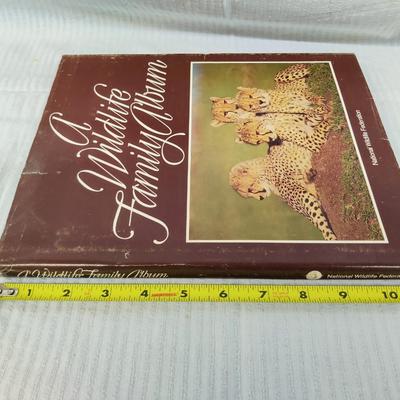 A
Wildlife
Family Album
National Wildlife Federation
A Wildlife Family Album
National Wildlife Federa
1 2 3 4 5 6 7 8 9 10